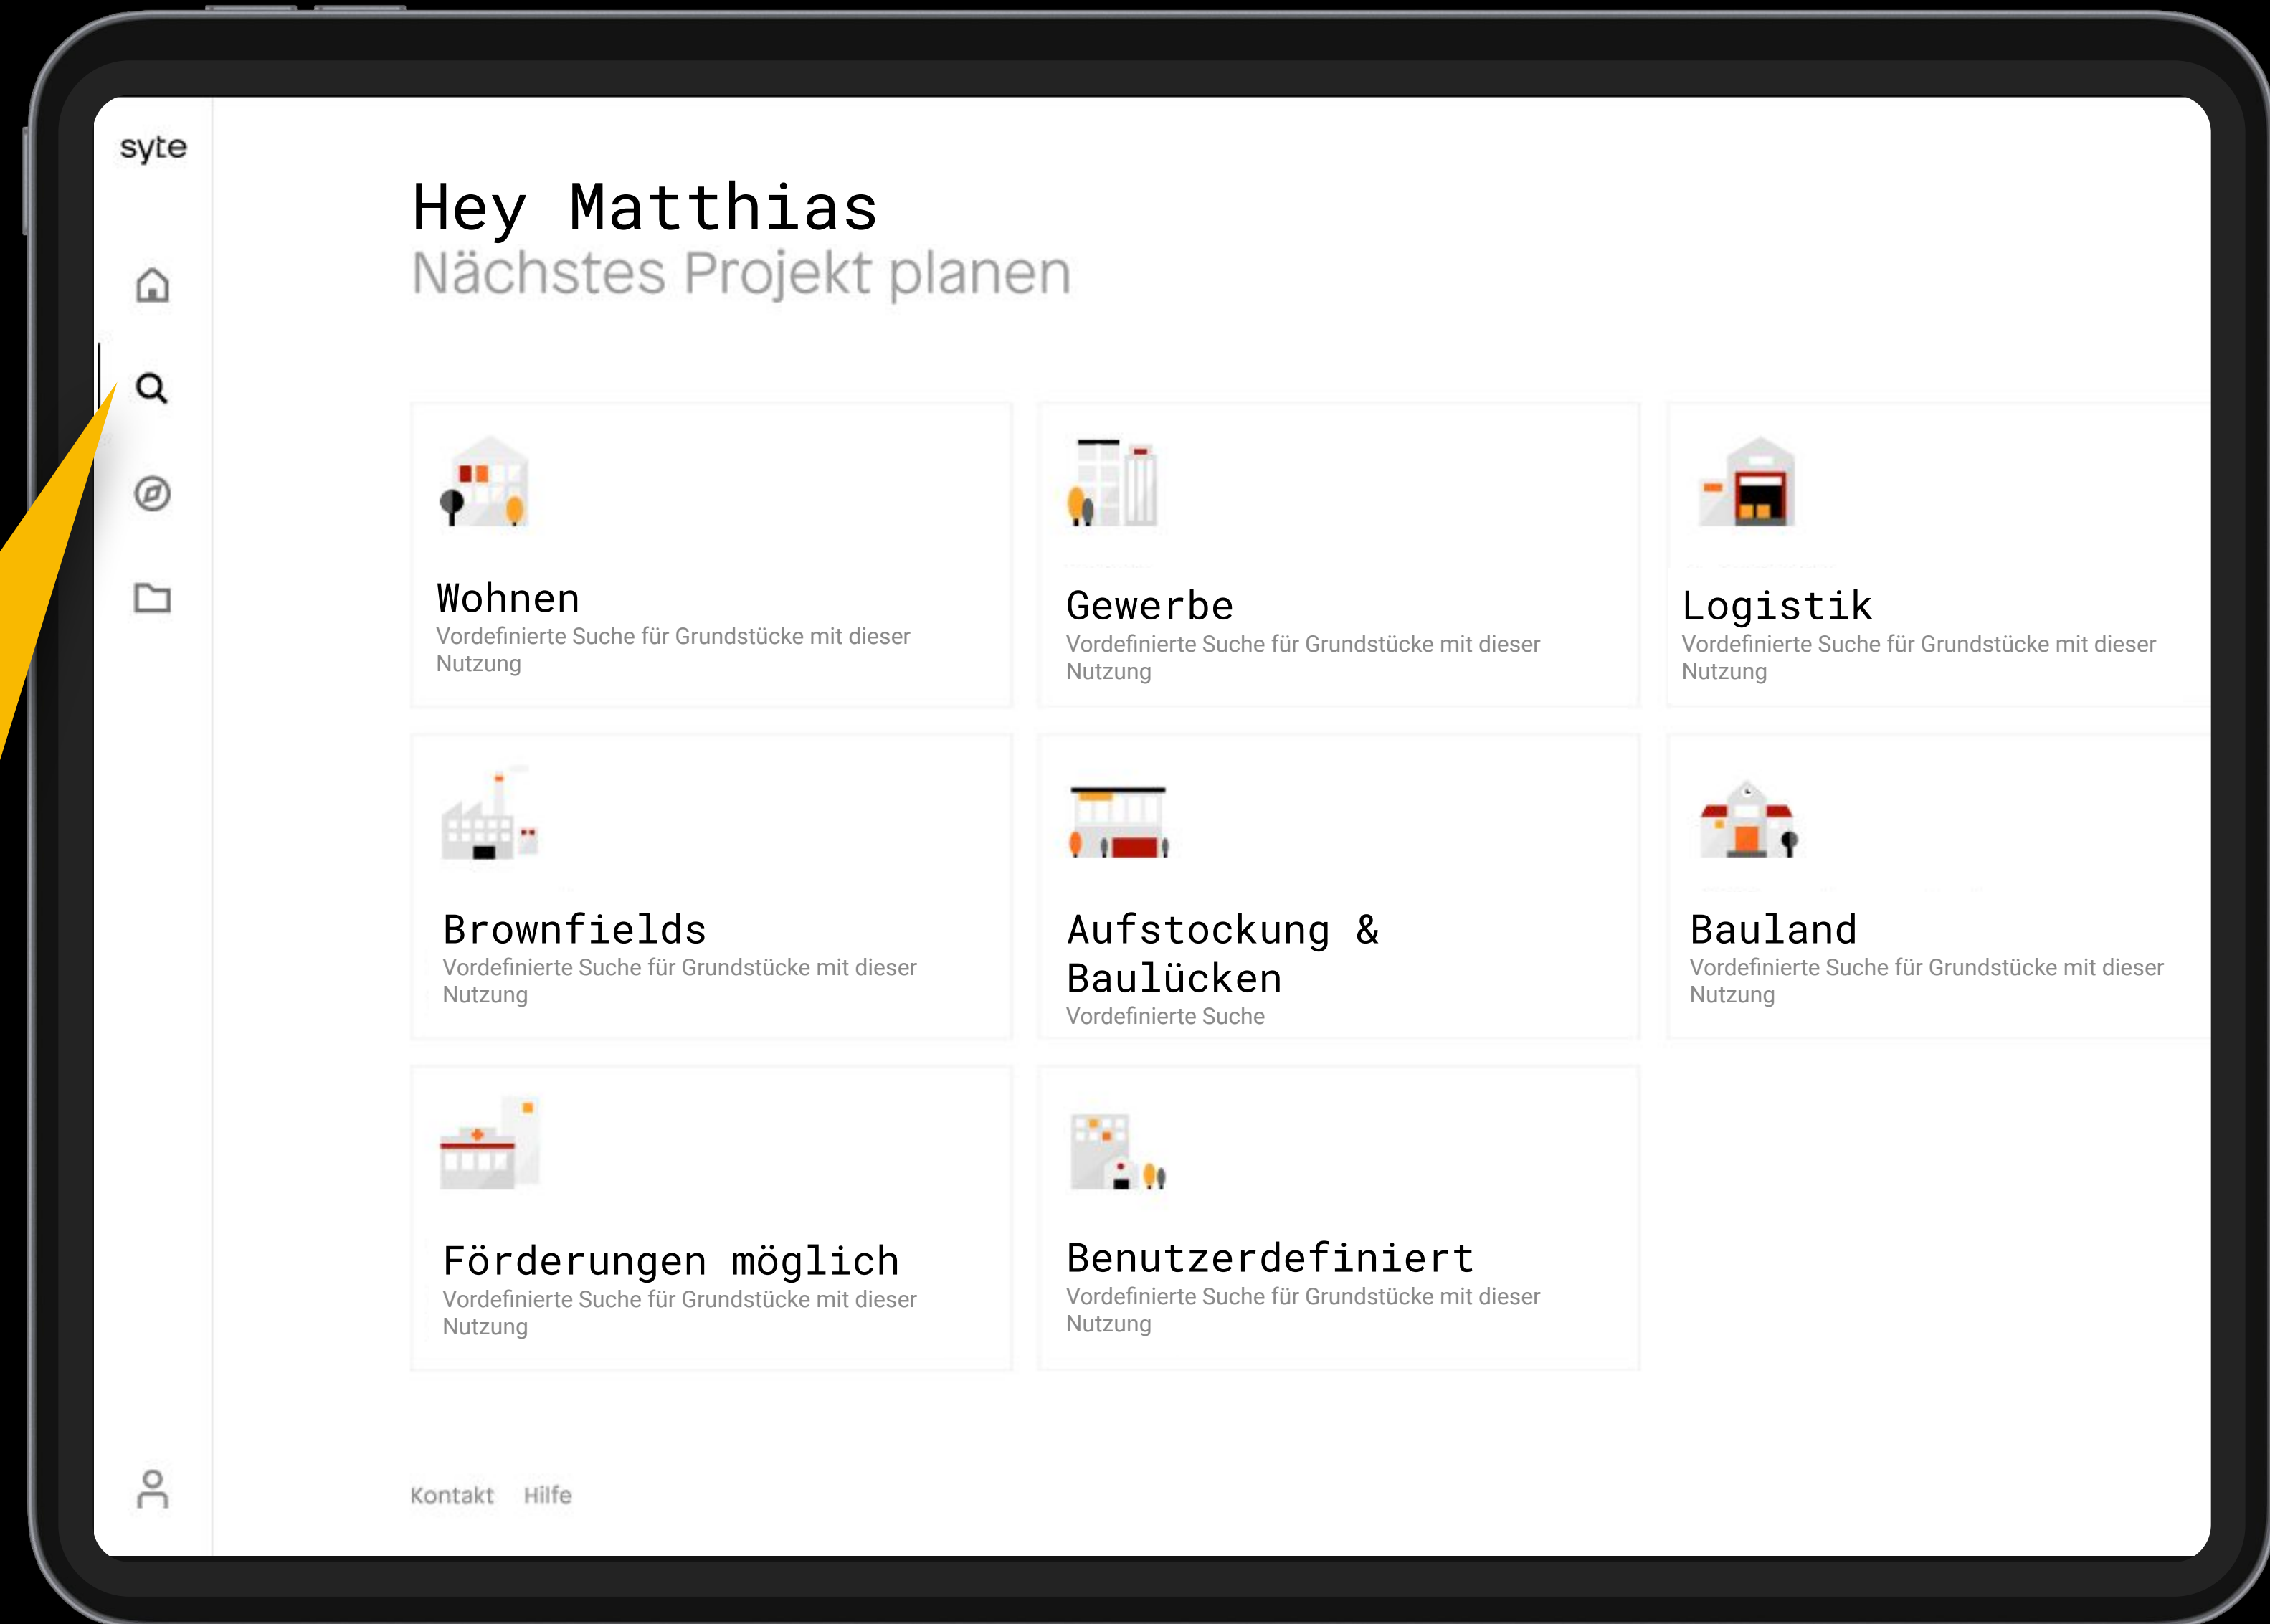 syte
Hey Matthias
Nächstes Projekt planen
Wohnen
Vordefinierte Suche für Grundstücke mit dieser
Nutzung
Gewerbe
Vordefinierte Suche für Grundstücke mit dieser
Nutzung
Logistik
Vordefinierte Suche für Grundstücke mit dieser
Nutzung
Brownfields
Vordefinierte Suche für Grundstücke mit dieser
Nutzung
Aufstockung &
Baulücken
Vordefinierte Suche
Bauland
Vordefinierte Suche für Grundstücke mit dieser
Nutzung
Förderungen möglich
Vordefinierte Suche für Grundstücke mit dieser
Nutzung
Benutzerdefiniert
Vordefinierte Suche für Grundstücke mit dieser
Nutzung
Kontakt Hilfe